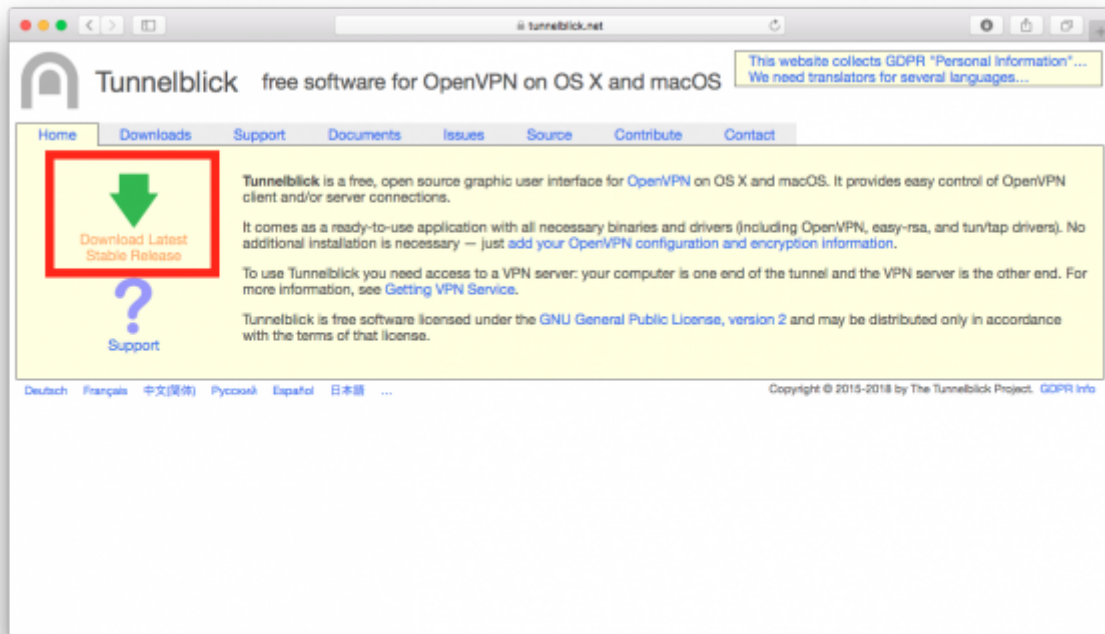 tunnelblick.net
Tunnelblick free software for OpenVPN on OS X and macOS
This website collects GDPR "Personal Information"...
We need translators for several languages...
Home Downloads Support Documents Issues Source Contribute Contact
Download Latest
Stable Release
Support
Tunnelblick is a free, open source graphic user interface for OpenVPN on OS X and macOS. It provides easy control of OpenVPN
client and/or server connections.
It comes as a ready-to-use application with all necessary binaries and drivers (including OpenVPN, easy-rsa, and tun/tap drivers). No
additional installation is necessary — just add your OpenVPN configuration and encryption information.
To use Tunnelblick you need access to a VPN server: your computer is one end of the tunnel and the VPN server is the other end. For
more information, see Getting VPN Service.
Tunnelblick is free software licensed under the GNU General Public License, version 2 and may be distributed only in accordance
with the terms of that license.
Deutsch Français 中文(简体) Русский Español 日本語 ...
Copyright © 2015-2018 by The Tunnelblick Project. GDPR Info